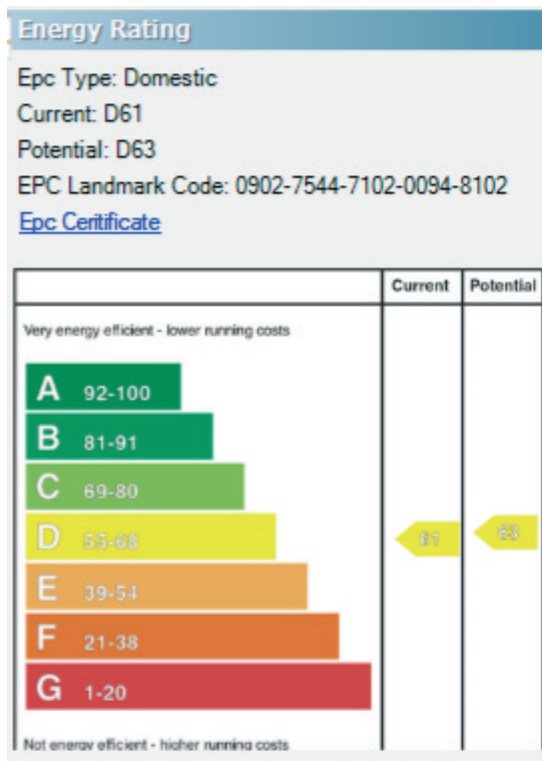 Energy Rating
Epc Type: Domestic
Current: D61
Potential: D63
EPC Landmark Code: 0902-7544-7102-0094-8102
Epc Ceritificate
Current Potential
Very energy efficient - lower running costs
A 92-100
B 81-91
C 69-80
D 55-68 61 63
E 39-54
F 21-38
G 1-20
Not energy efficient - higher running costs